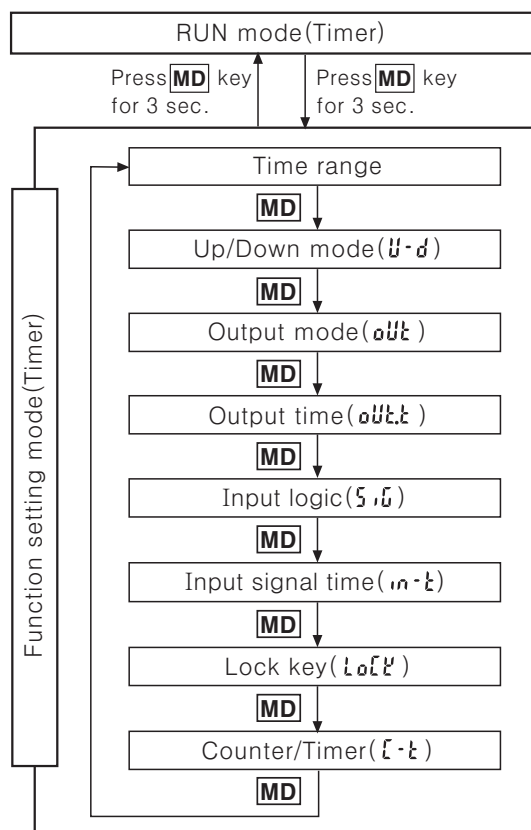 RUN mode(Timer)
Press MD key
for 3 sec.
Press MD key
for 3 sec.
Function setting mode(Timer)
Time range
MD
Up/Down mode(U-d)
MD
Output mode(oUt)
MD
Output time(oUt.t)
MD
Input logic(SiG)
MD
Input signal time(in-t)
MD
Lock key(LoCK)
MD
Counter/Timer(C-t)
MD